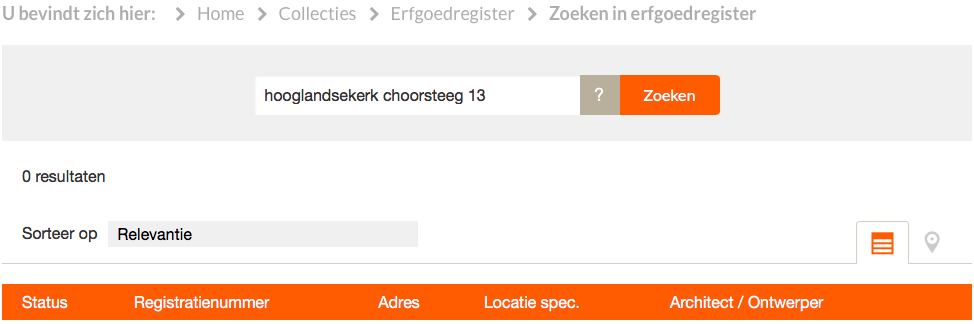 U bevindt zich hier: Home Collecties Erfgoedregister Zoeken in erfgoedregister
hooglandsekerk choorsteeg 13 ? Zoeken
0 resultaten
Sorteer op Relevantie
Status Registratienummer Adres Locatie spec. Architect / Ontwerper